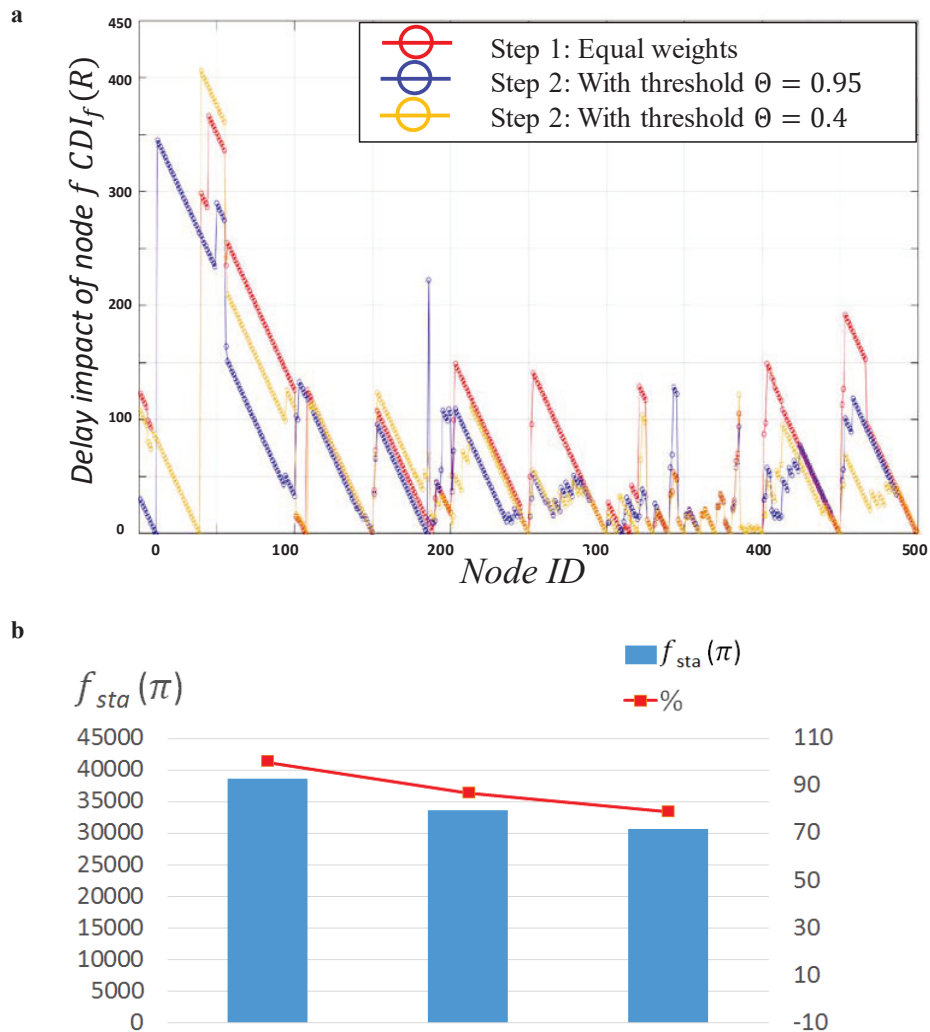 a
Step 1: Equal weights
Step 2: With threshold Θ = 0.95
Step 2: With threshold Θ = 0.4
Delay impact of node f CDI_f(R)
450
400
300
200
100
0
0 100 200 100 400 500
Node ID
b
f_sta(π)
%
f_sta(π)
45000 110
40000
35000 90
30000 70
25000
20000 50
15000 30
10000
5000 10
0 -10